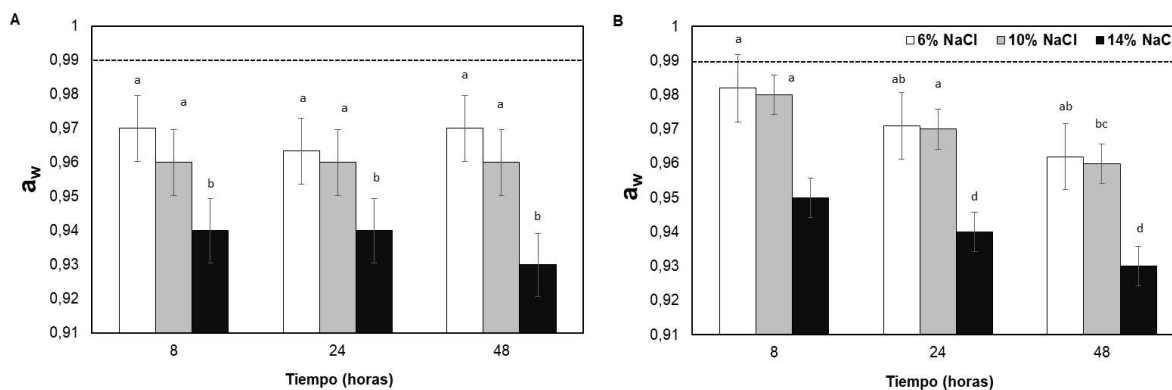 A
1
0,99
0,98
0,97
0,96
0,95
0,94
0,93
0,92
0,91
a_w
a
a
b
a
a
b
a
a
b
8
24
48
Tiempo (horas)
B
6% NaCl
10% NaCl
14% NaC
1
0,99
0,98
0,97
0,96
0,95
0,94
0,93
0,92
0,91
a_w
a
a
ab
a
d
ab
bc
d
8
24
48
Tiempo (horas)